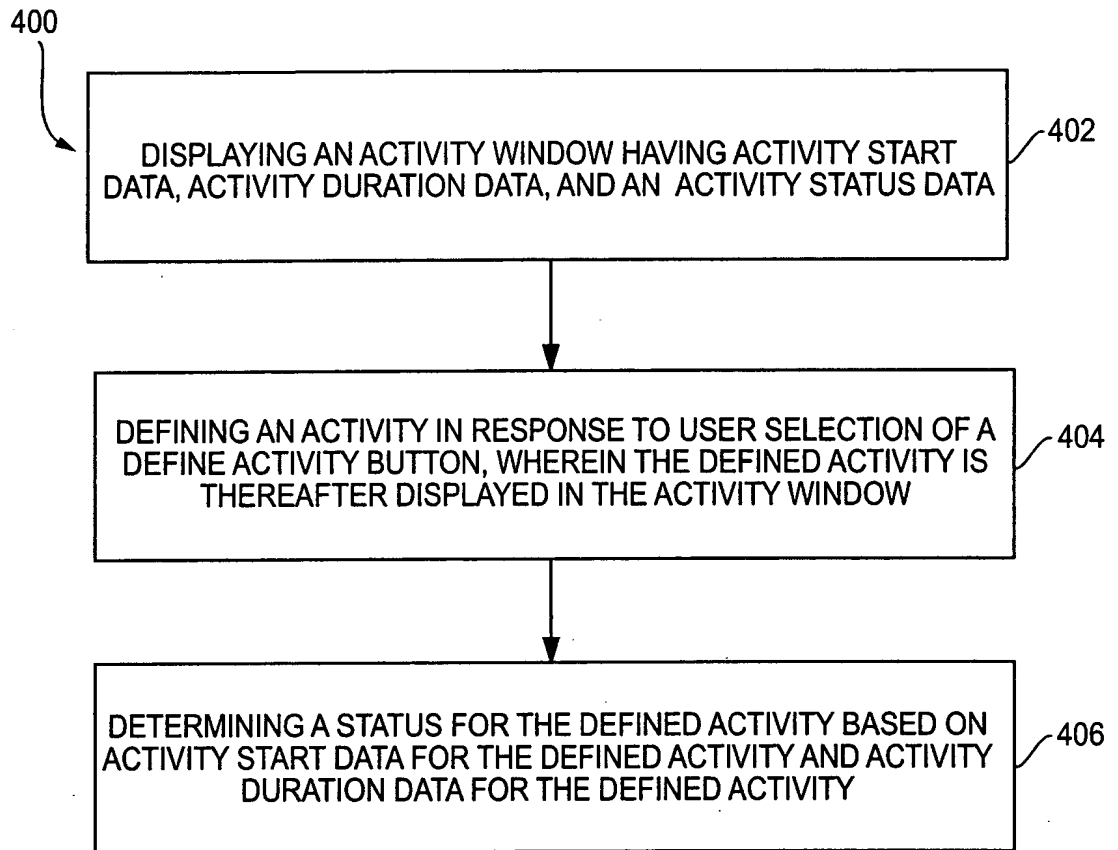 400
DISPLAYING AN ACTIVITY WINDOW HAVING ACTIVITY START
DATA, ACTIVITY DURATION DATA, AND AN ACTIVITY STATUS DATA
402
DEFINING AN ACTIVITY IN RESPONSE TO USER SELECTION OF A
DEFINE ACTIVITY BUTTON, WHEREIN THE DEFINED ACTIVITY IS
THEREAFTER DISPLAYED IN THE ACTIVITY WINDOW
404
DETERMINING A STATUS FOR THE DEFINED ACTIVITY BASED ON
ACTIVITY START DATA FOR THE DEFINED ACTIVITY AND ACTIVITY
DURATION DATA FOR THE DEFINED ACTIVITY
406